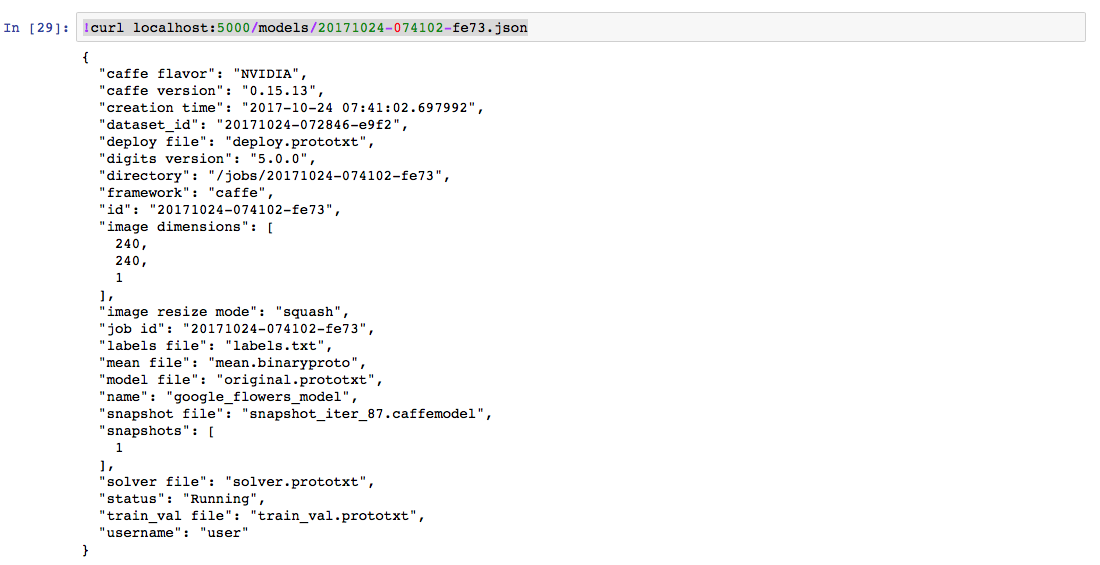 In [29]: !curl localhost:5000/models/20171024-074102-fe73.json
{
  "caffe flavor": "NVIDIA",
  "caffe version": "0.15.13",
  "creation time": "2017-10-24 07:41:02.697992",
  "dataset_id": "20171024-072846-e9f2",
  "deploy file": "deploy.prototxt",
  "digits version": "5.0.0",
  "directory": "/jobs/20171024-074102-fe73",
  "framework": "caffe",
  "id": "20171024-074102-fe73",
  "image dimensions": [
    240,
    240,
    1
  ],
  "image resize mode": "squash",
  "job id": "20171024-074102-fe73",
  "labels file": "labels.txt",
  "mean file": "mean.binaryproto",
  "model file": "original.prototxt",
  "name": "google_flowers_model",
  "snapshot file": "snapshot_iter_87.caffemodel",
  "snapshots": [
    1
  ],
  "solver file": "solver.prototxt",
  "status": "Running",
  "train_val file": "train_val.prototxt",
  "username": "user"
}